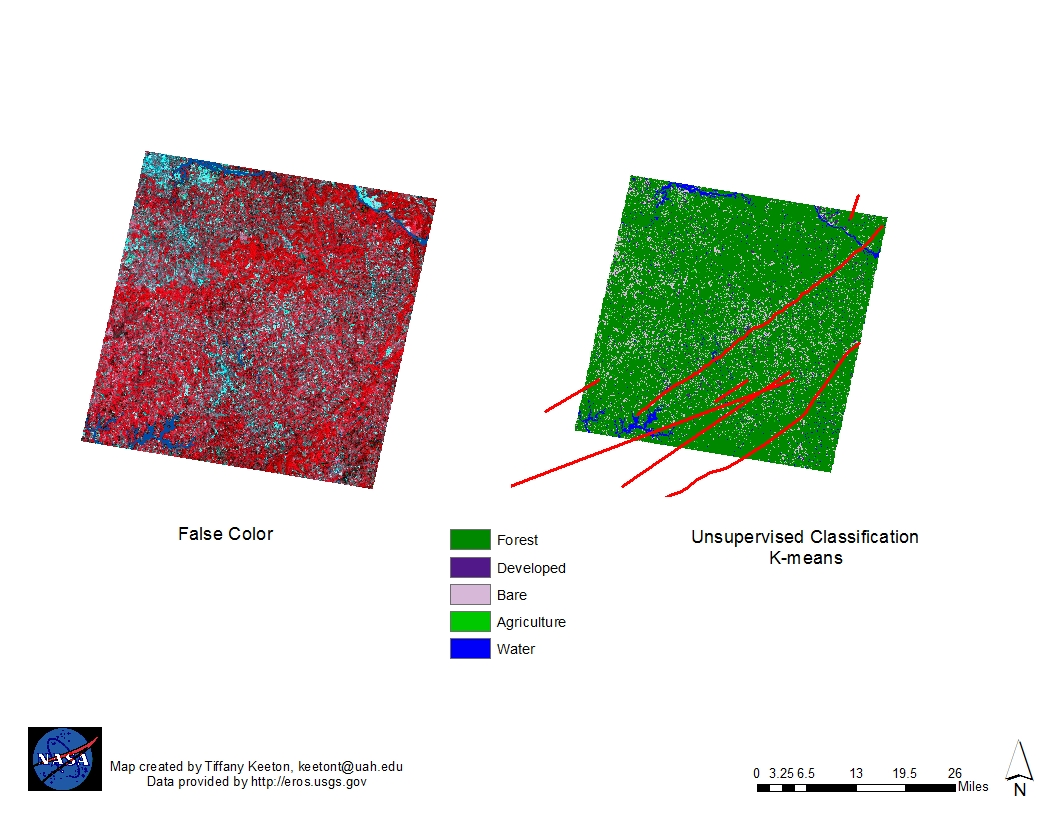 False Color
Unsupervised Classification
K-means
Forest
Developed
Bare
Agriculture
Water
NASA
Map created by Tiffany Keeton, keetont@uah.edu
Data provided by http://eros.usgs.gov
0 3.25 6.5 13 19.5 26
Miles
N